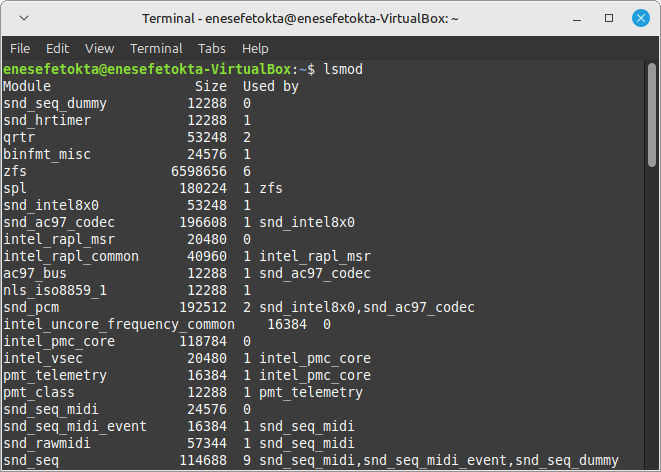 Terminal - enesefetokta@enesefetokta-VirtualBox: ~
File Edit View Terminal Tabs Help
enesefetokta@enesefetokta-VirtualBox:~$ lsmod
Module                  Size  Used by
snd_seq_dummy          12288  0
snd_hrtimer            12288  1
qrtr                   53248  2
binfmt_misc            24576  1
zfs                  6598656  6
spl                   180224  1 zfs
snd_intel8x0           53248  1
snd_ac97_codec        196608  1 snd_intel8x0
intel_rapl_msr         20480  0
intel_rapl_common      40960  1 intel_rapl_msr
ac97_bus               12288  1 snd_ac97_codec
nls_iso8859_1          12288  1
snd_pcm               192512  2 snd_intel8x0,snd_ac97_codec
intel_uncore_frequency_common    16384  0
intel_pmc_core        118784  0
intel_vsec             20480  1 intel_pmc_core
pmt_telemetry          16384  1 intel_pmc_core
pmt_class              12288  1 pmt_telemetry
snd_seq_midi           24576  0
snd_seq_midi_event     16384  1 snd_seq_midi
snd_rawmidi            57344  1 snd_seq_midi
snd_seq               114688  9 snd_seq_midi,snd_seq_midi_event,snd_seq_dummy